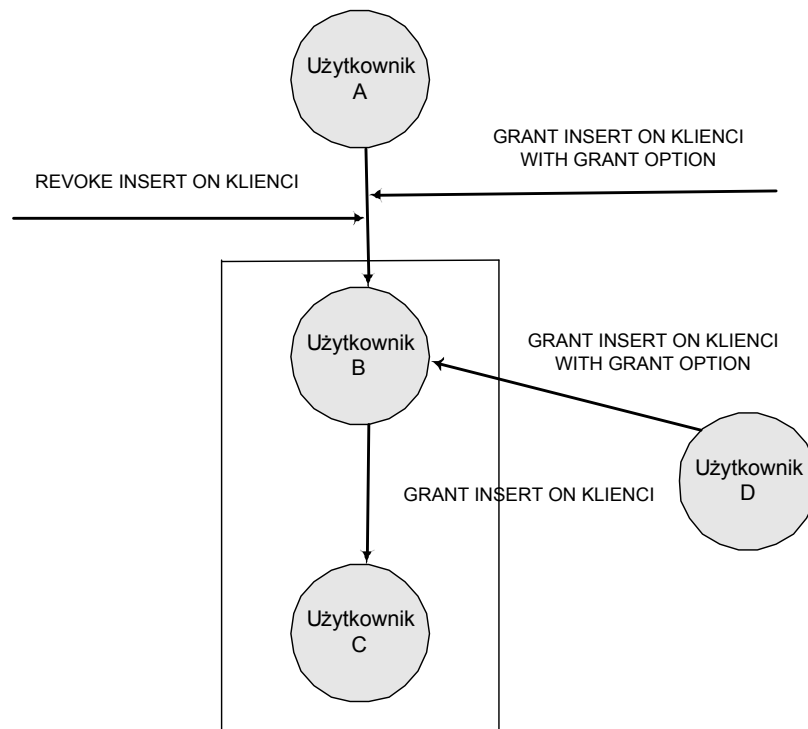 Użytkownik
A
GRANT INSERT ON KLIENCI
WITH GRANT OPTION
REVOKE INSERT ON KLIENCI
Użytkownik
B
GRANT INSERT ON KLIENCI
WITH GRANT OPTION
Użytkownik
D
GRANT INSERT ON KLIENCI
Użytkownik
C